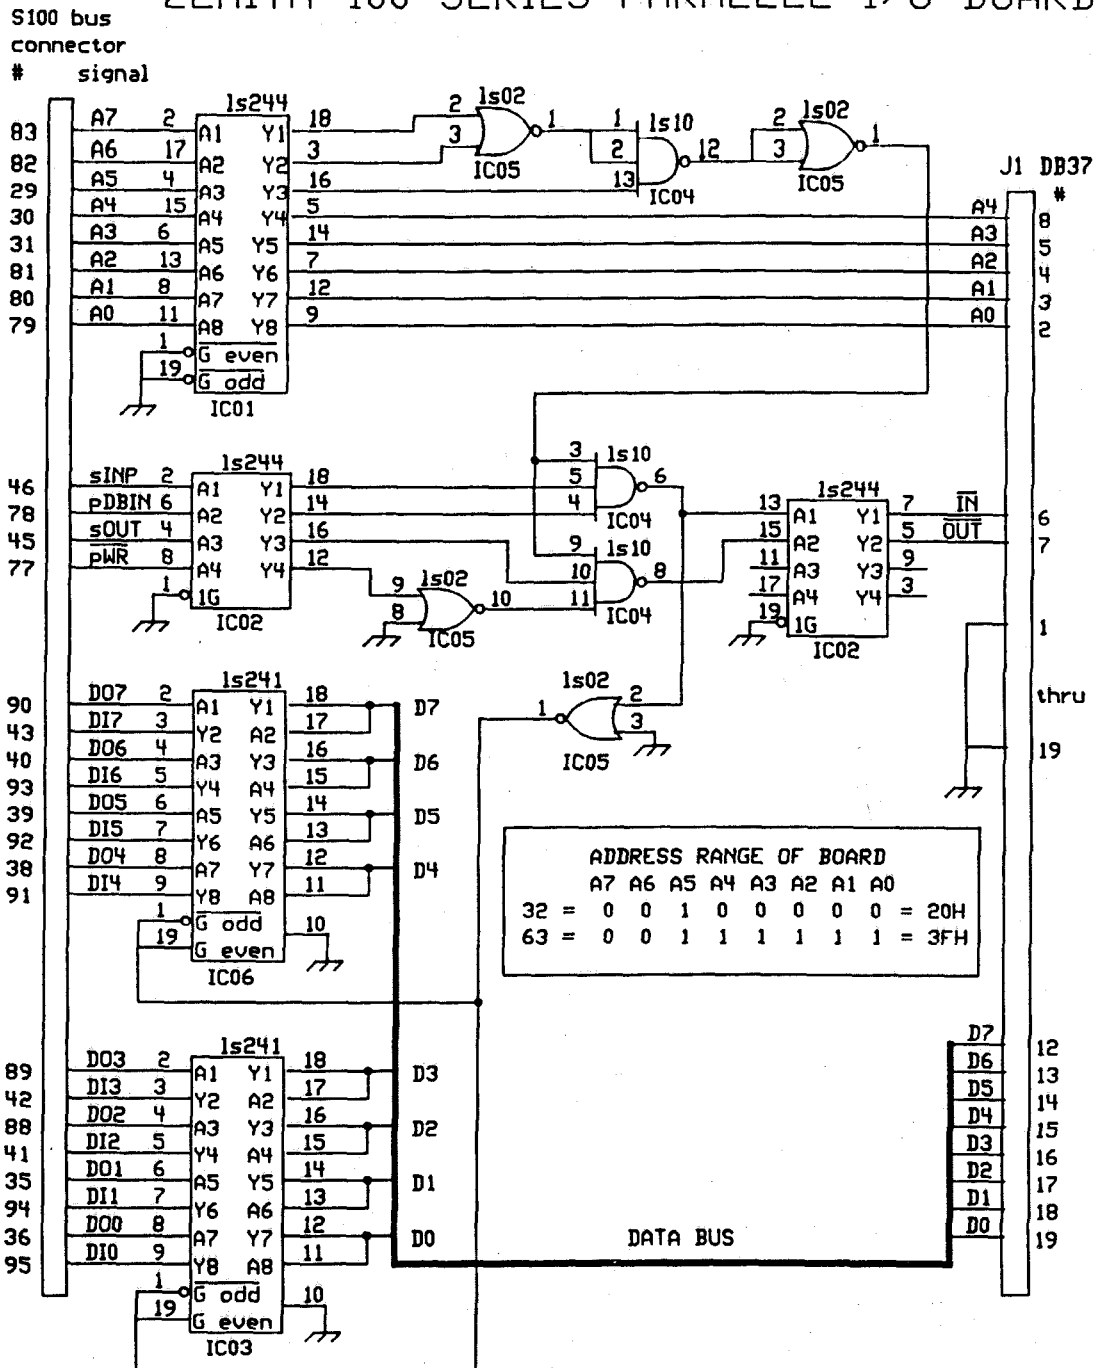 ZENITH 100 SERIES PARALLEL I/O BOARD
S100 bus
connector
# signal
83 A7 2 A1 ls244 Y1 18
82 A6 17 A2 Y2 3
29 A5 4 A3 Y3 16
30 A4 15 A4 Y4 5
31 A3 6 A5 Y5 14
81 A2 13 A6 Y6 7
80 A1 8 A7 Y7 12
79 A0 11 A8 Y8 9
1 G even
19 G odd
IC01
2 ls02 1
3
IC05
1 ls10
2 12
13
IC04
2 ls02 1
3
IC05
J1 DB37
#
A4 8
A3 5
A2 4
A1 3
A0 2
ls244
46 sINP 2 A1 Y1 18
78 pDBIN 6 A2 Y2 14
45 sOUT 4 A3 Y3 16
77 pWR 8 A4 Y4 12
1 1G
IC02
3 ls10
5 6
4
IC04
9 ls10
10 8
11
IC04
9 ls02
8 10
IC05
ls244
13 A1 Y1 7 IN 6
15 A2 Y2 5 OUT 7
11 A3 Y3 9
17 A4 Y4 3
19 1G
IC02
1
thru
19
ls02
1 2
3
IC05
ls241
90 DO7 2 A1 Y1 18 D7
43 DI7 3 Y2 A2 17
40 DO6 4 A3 Y3 16 D6
93 DI6 5 Y4 A4 15
39 DO5 6 A5 Y5 14 D5
92 DI5 7 Y6 A6 13
38 DO4 8 A7 Y7 12 D4
91 DI4 9 Y8 A8 11
1 G odd 10
19 G even
IC06
ADDRESS RANGE OF BOARD
A7 A6 A5 A4 A3 A2 A1 A0
32 = 0 0 1 0 0 0 0 0 = 20H
63 = 0 0 1 1 1 1 1 1 = 3FH
ls241
89 DO3 2 A1 Y1 18 D3
42 DI3 3 Y2 A2 17
88 DO2 4 A3 Y3 16 D2
41 DI2 5 Y4 A4 15
35 DO1 6 A5 Y5 14 D1
94 DI1 7 Y6 A6 13
36 DO0 8 A7 Y7 12 D0
95 DI0 9 Y8 A8 11
1 G odd 10
19 G even
IC03
DATA BUS
D7 12
D6 13
D5 14
D4 15
D3 16
D2 17
D1 18
D0 19